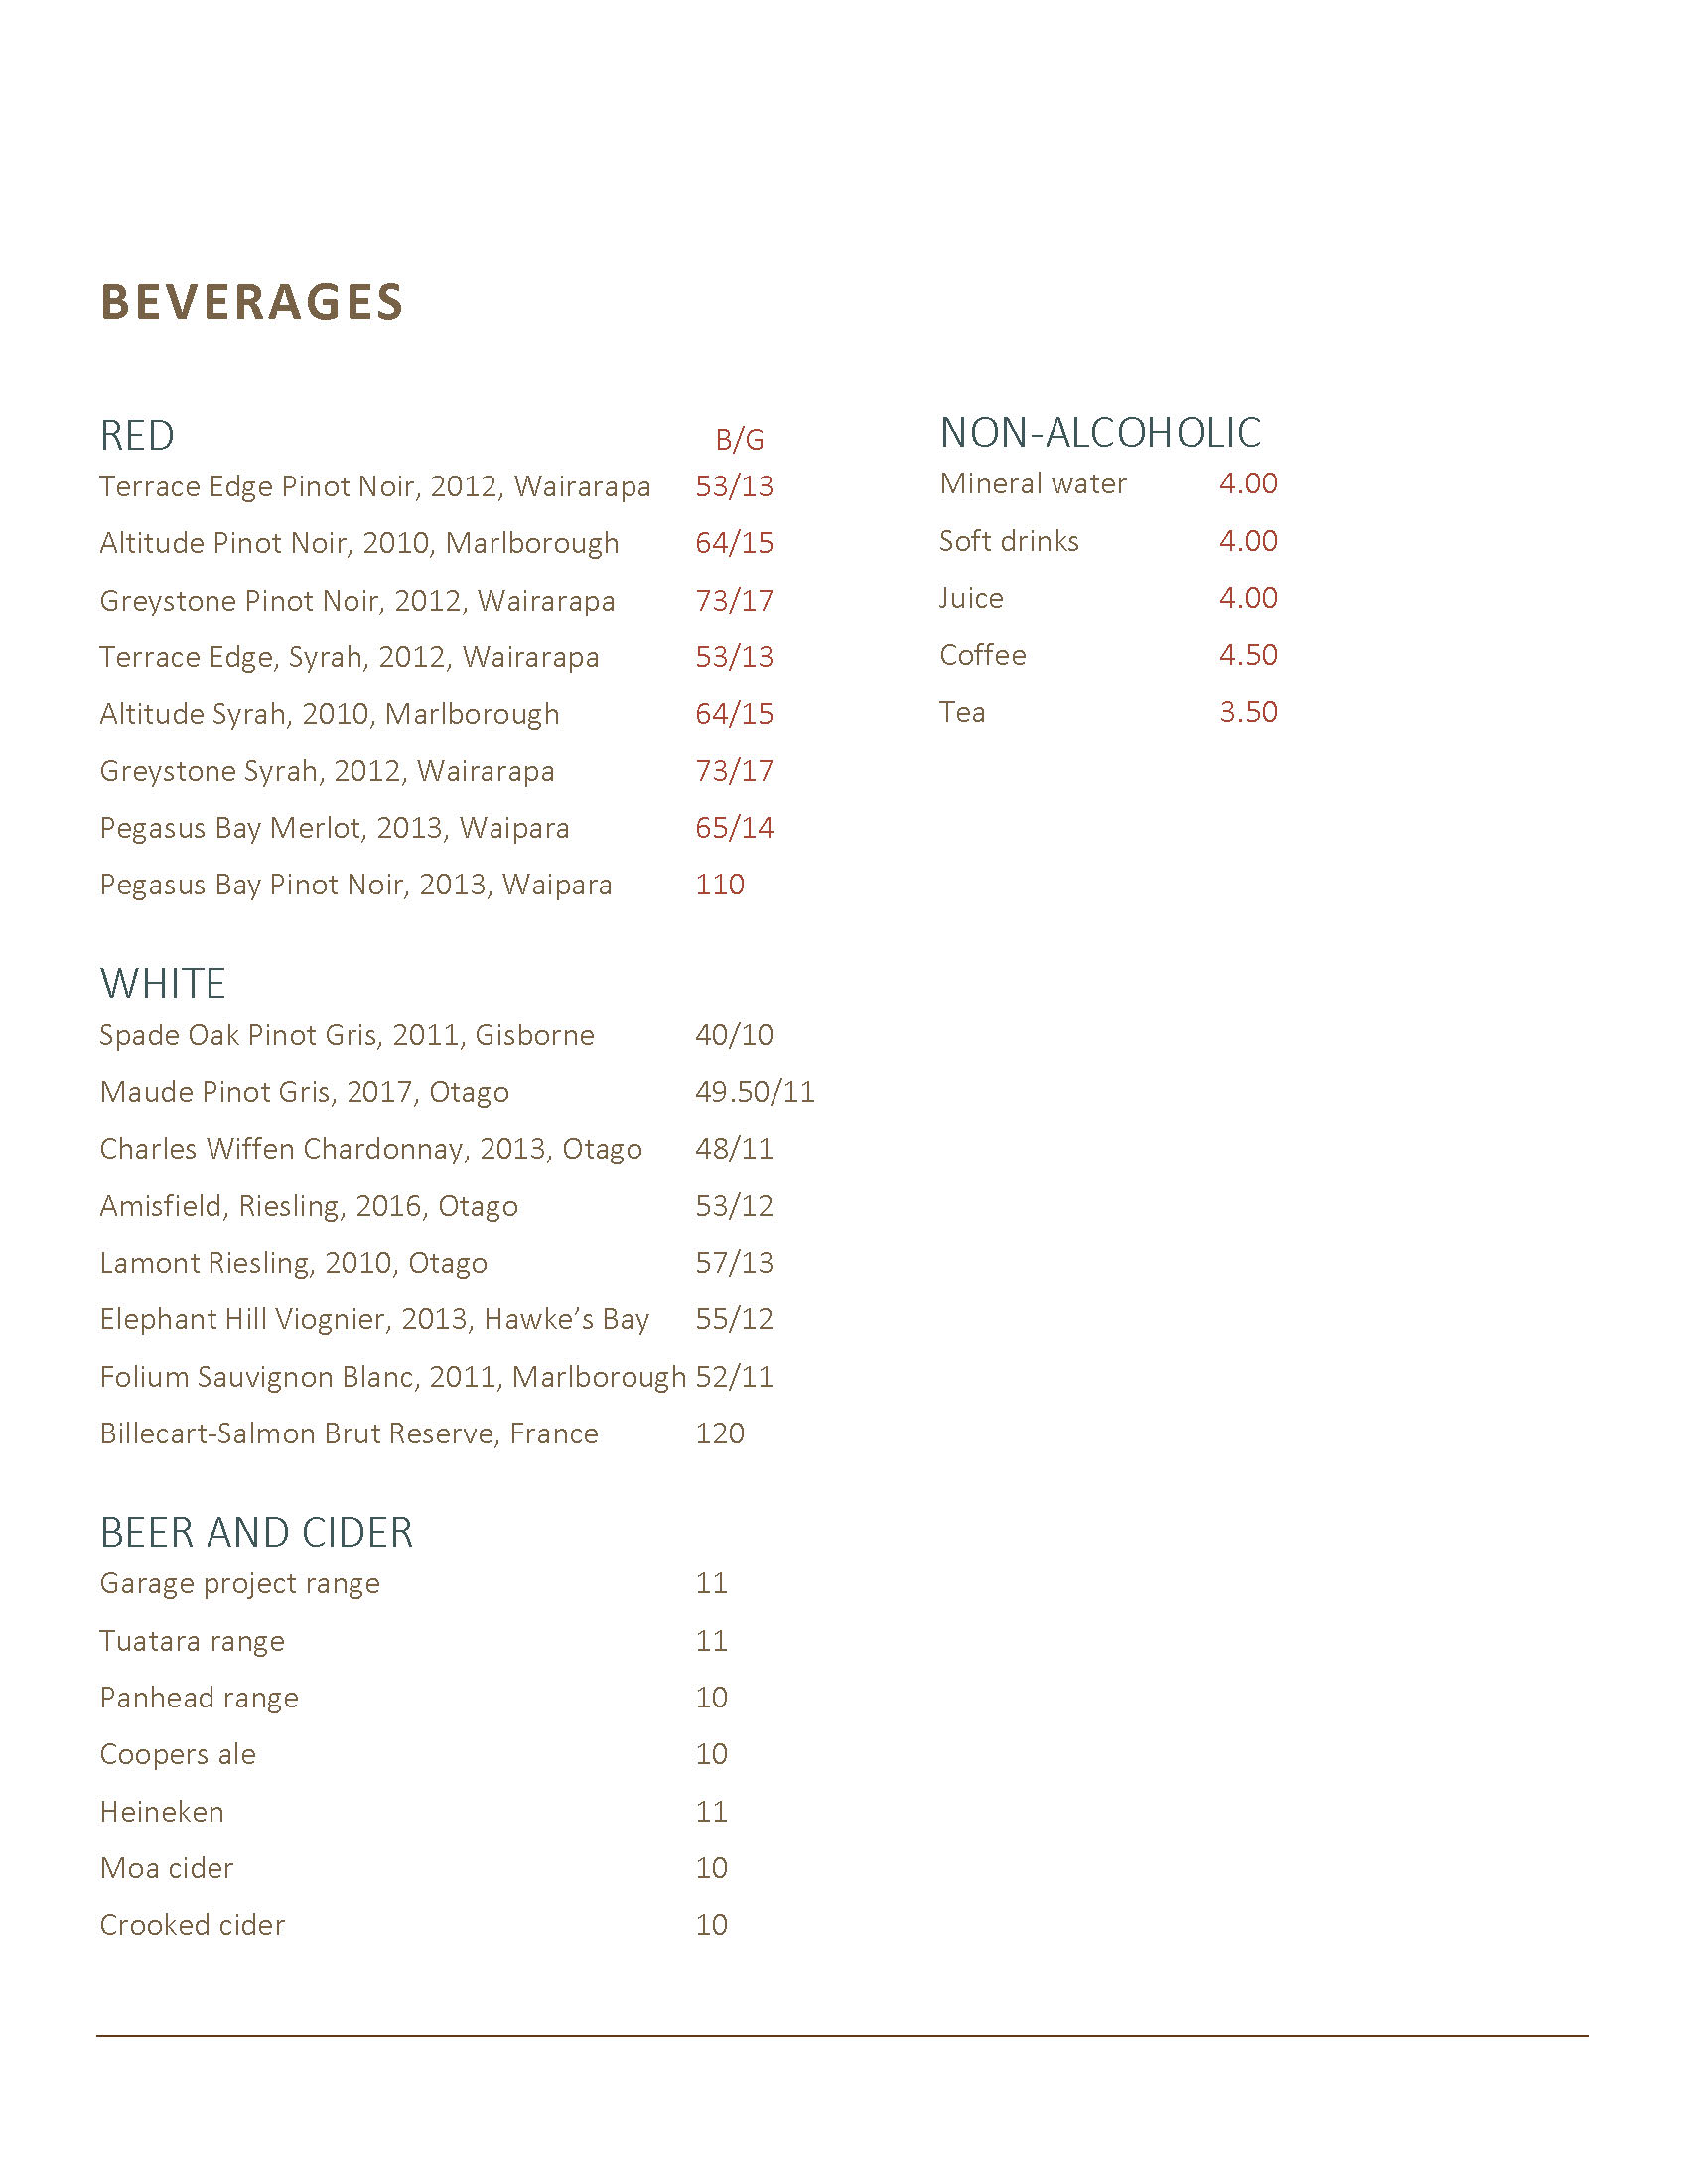 BEVERAGES
RED B/G
Terrace Edge Pinot Noir, 2012, Wairarapa 53/13
Altitude Pinot Noir, 2010, Marlborough 64/15
Greystone Pinot Noir, 2012, Wairarapa 73/17
Terrace Edge, Syrah, 2012, Wairarapa 53/13
Altitude Syrah, 2010, Marlborough 64/15
Greystone Syrah, 2012, Wairarapa 73/17
Pegasus Bay Merlot, 2013, Waipara 65/14
Pegasus Bay Pinot Noir, 2013, Waipara 110
WHITE
Spade Oak Pinot Gris, 2011, Gisborne 40/10
Maude Pinot Gris, 2017, Otago 49.50/11
Charles Wiffen Chardonnay, 2013, Otago 48/11
Amisfield, Riesling, 2016, Otago 53/12
Lamont Riesling, 2010, Otago 57/13
Elephant Hill Viognier, 2013, Hawke’s Bay 55/12
Folium Sauvignon Blanc, 2011, Marlborough 52/11
Billecart-Salmon Brut Reserve, France 120
BEER AND CIDER
Garage project range 11
Tuatara range 11
Panhead range 10
Coopers ale 10
Heineken 11
Moa cider 10
Crooked cider 10
NON-ALCOHOLIC
Mineral water 4.00
Soft drinks 4.00
Juice 4.00
Coffee 4.50
Tea 3.50